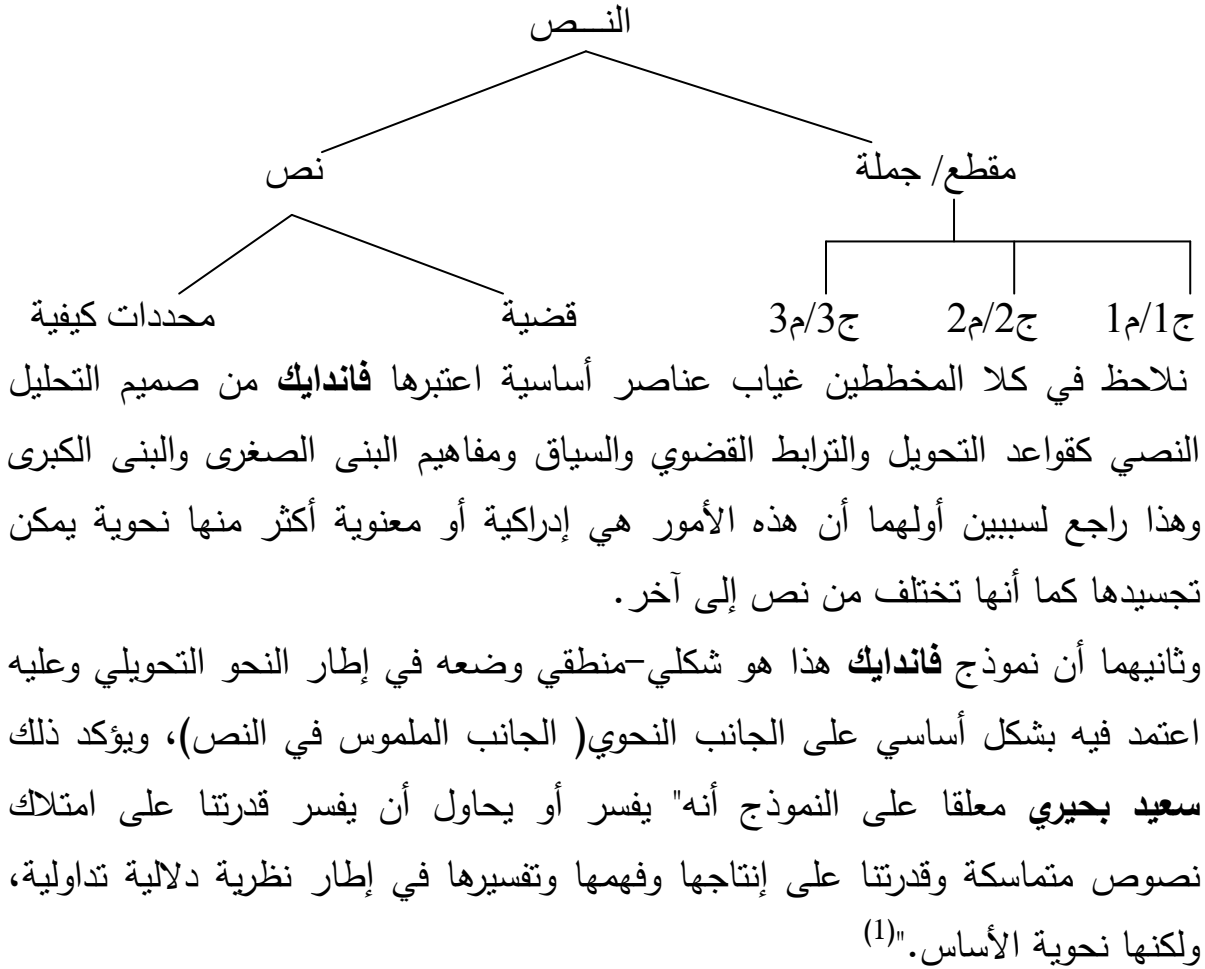 النـــص
مقطع/ جملة نص
ج1/م1 ج2/م2 ج3/م3 قضية محددات كيفية
نلاحظ في كلا المخططين غياب عناصر أساسية اعتبرها فاندايك من صميم التحليل
النصي كقواعد التحويل والترابط القضوي والسياق ومفاهيم البنى الصغرى والبنى الكبرى
وهذا راجع لسببين أولهما أن هذه الأمور هي إدراكية أو معنوية أكثر منها نحوية يمكن
تجسيدها كما أنها تختلف من نص إلى آخر.
وثانيهما أن نموذج فاندايك هذا هو شكلي-منطقي وضعه في إطار النحو التحويلي وعليه
اعتمد فيه بشكل أساسي على الجانب النحوي( الجانب الملموس في النص)، ويؤكد ذلك
سعيد بحيري معلقا على النموذج أنه" يفسر أو يحاول أن يفسر قدرتنا على امتلاك
نصوص متماسكة وقدرتنا على إنتاجها وفهمها وتفسيرها في إطار نظرية دلالية تداولية،
ولكنها نحوية الأساس."(1)